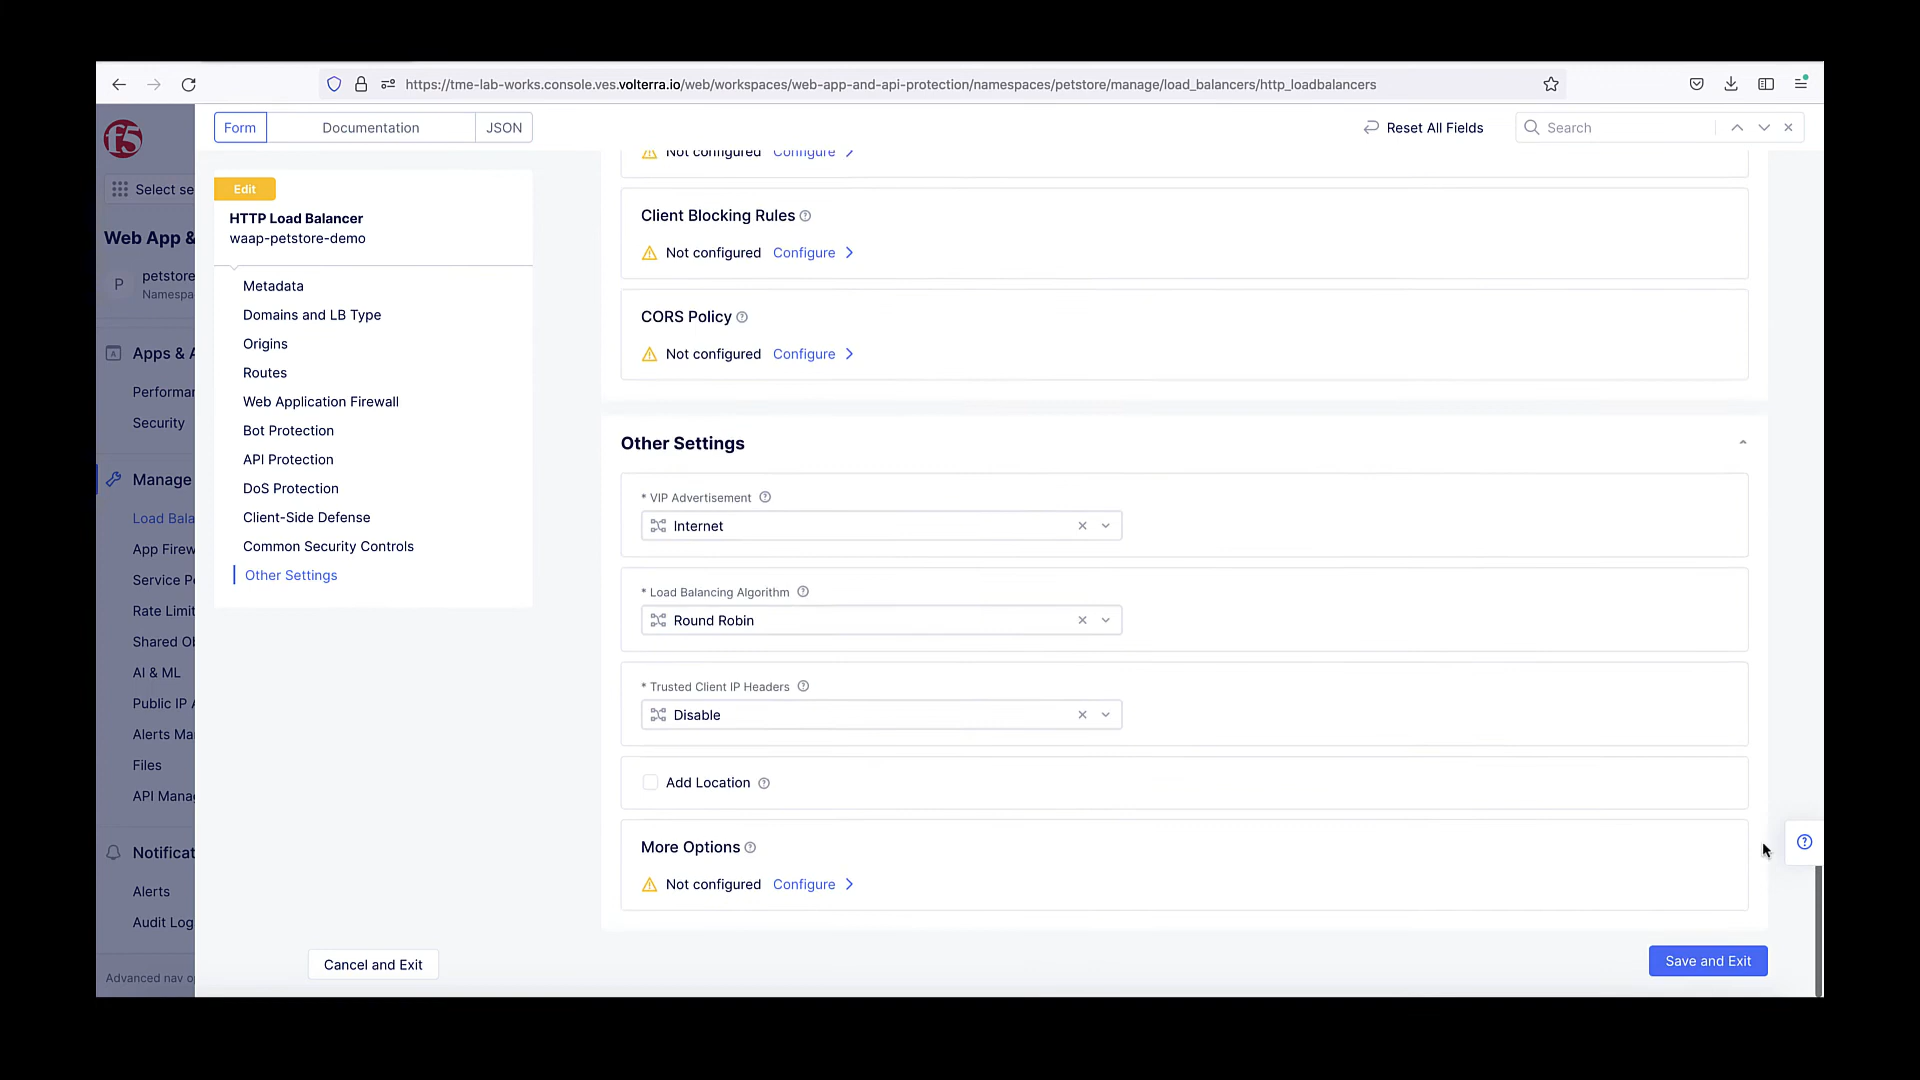 https://tme-lab-works.console.ves.volterra.io/web/workspaces/web-app-and-api-protection/namespaces/petstore/manage/load_balancers/http_loadbalancers
Form
Documentation
JSON
Reset All Fields
Search
f5
Select se
Web App &
P
petstore
Namespa
Apps & A
Performan
Security
Manage
Load Bala
App Firew
Service Po
Rate Limit
Shared Ob
AI & ML
Public IP A
Alerts Ma
Files
API Manag
Notificat
Alerts
Audit Log
Advanced nav op
Edit
HTTP Load Balancer
waap-petstore-demo
Metadata
Domains and LB Type
Origins
Routes
Web Application Firewall
Bot Protection
API Protection
DoS Protection
Client-Side Defense
Common Security Controls
Other Settings
Not configured Configure
Client Blocking Rules
Not configured Configure
CORS Policy
Not configured Configure
Other Settings
* VIP Advertisement
Internet
* Load Balancing Algorithm
Round Robin
* Trusted Client IP Headers
Disable
Add Location
More Options
Not configured Configure
Cancel and Exit
Save and Exit